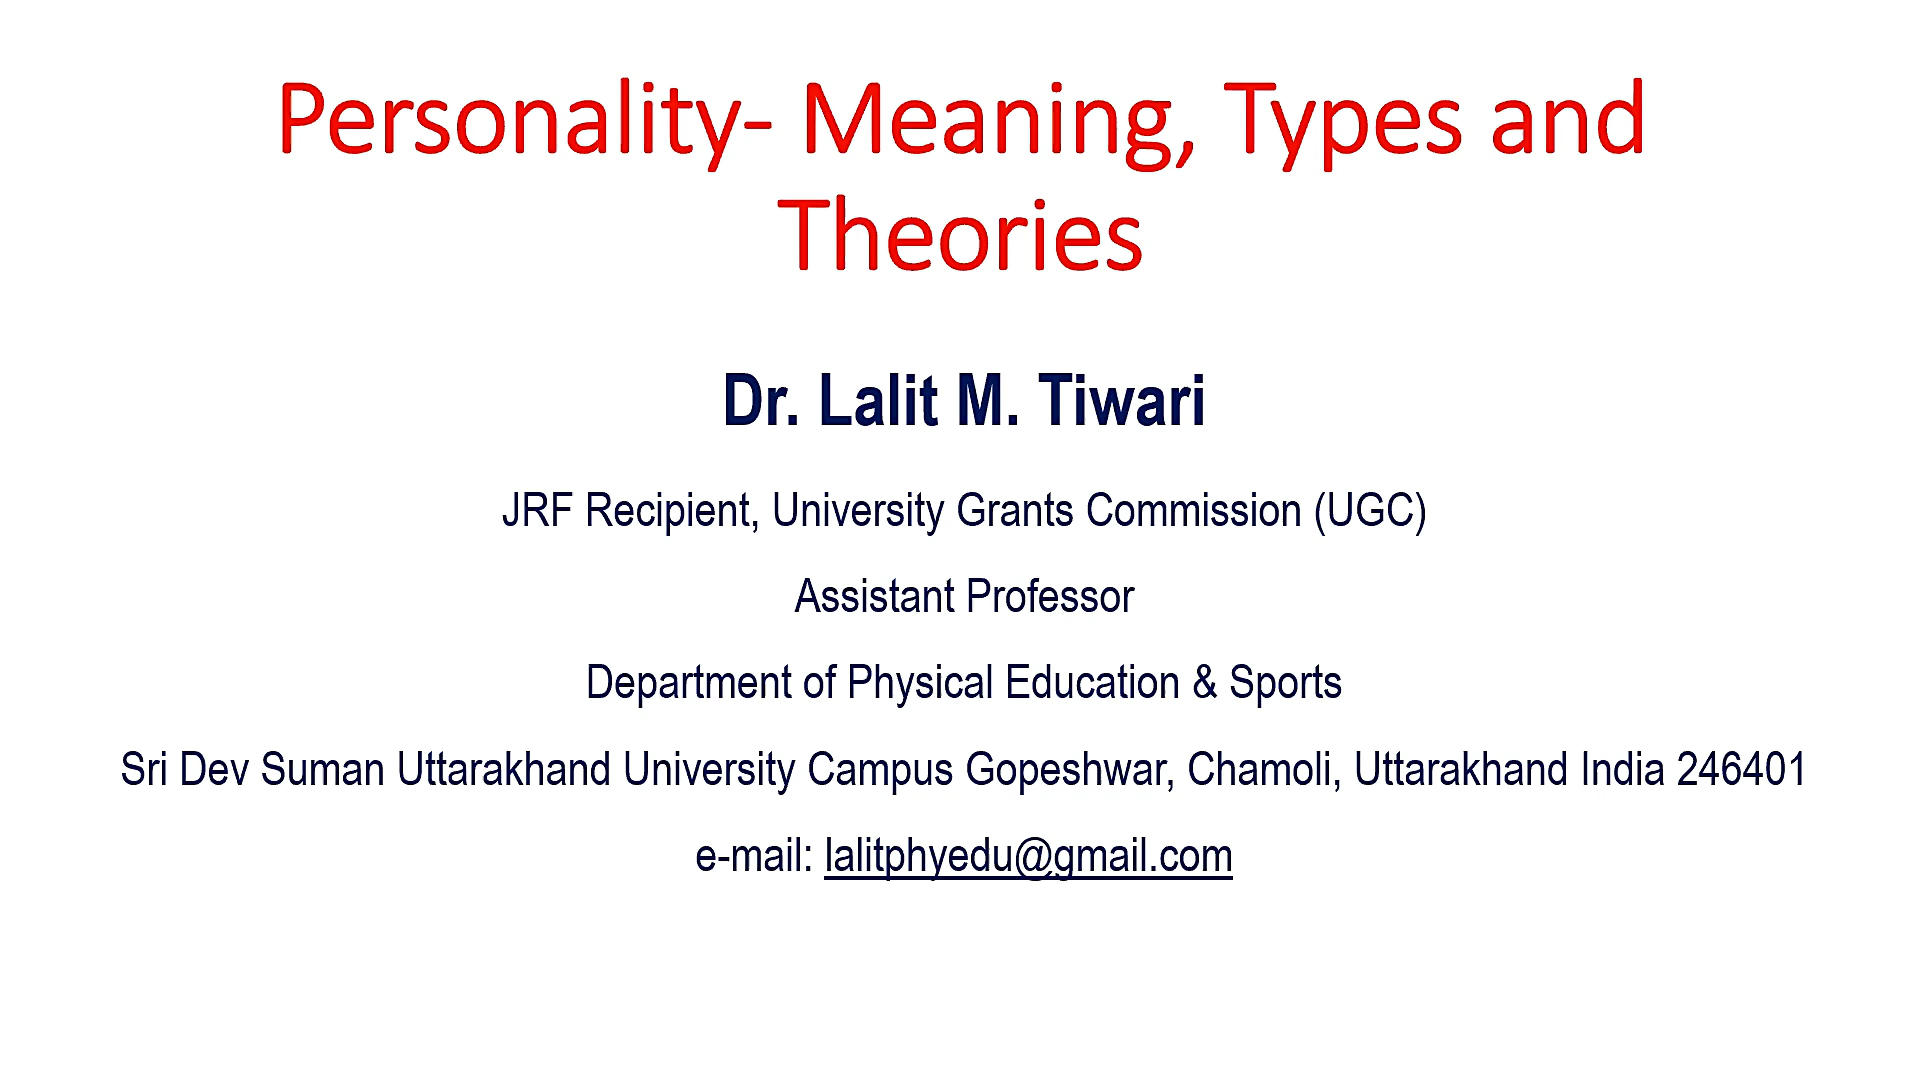 Personality- Meaning, Types and
Theories
Dr. Lalit M. Tiwari
JRF Recipient, University Grants Commission (UGC)
Assistant Professor
Department of Physical Education & Sports
Sri Dev Suman Uttarakhand University Campus Gopeshwar, Chamoli, Uttarakhand India 246401
e-mail: lalitphyedu@gmail.com